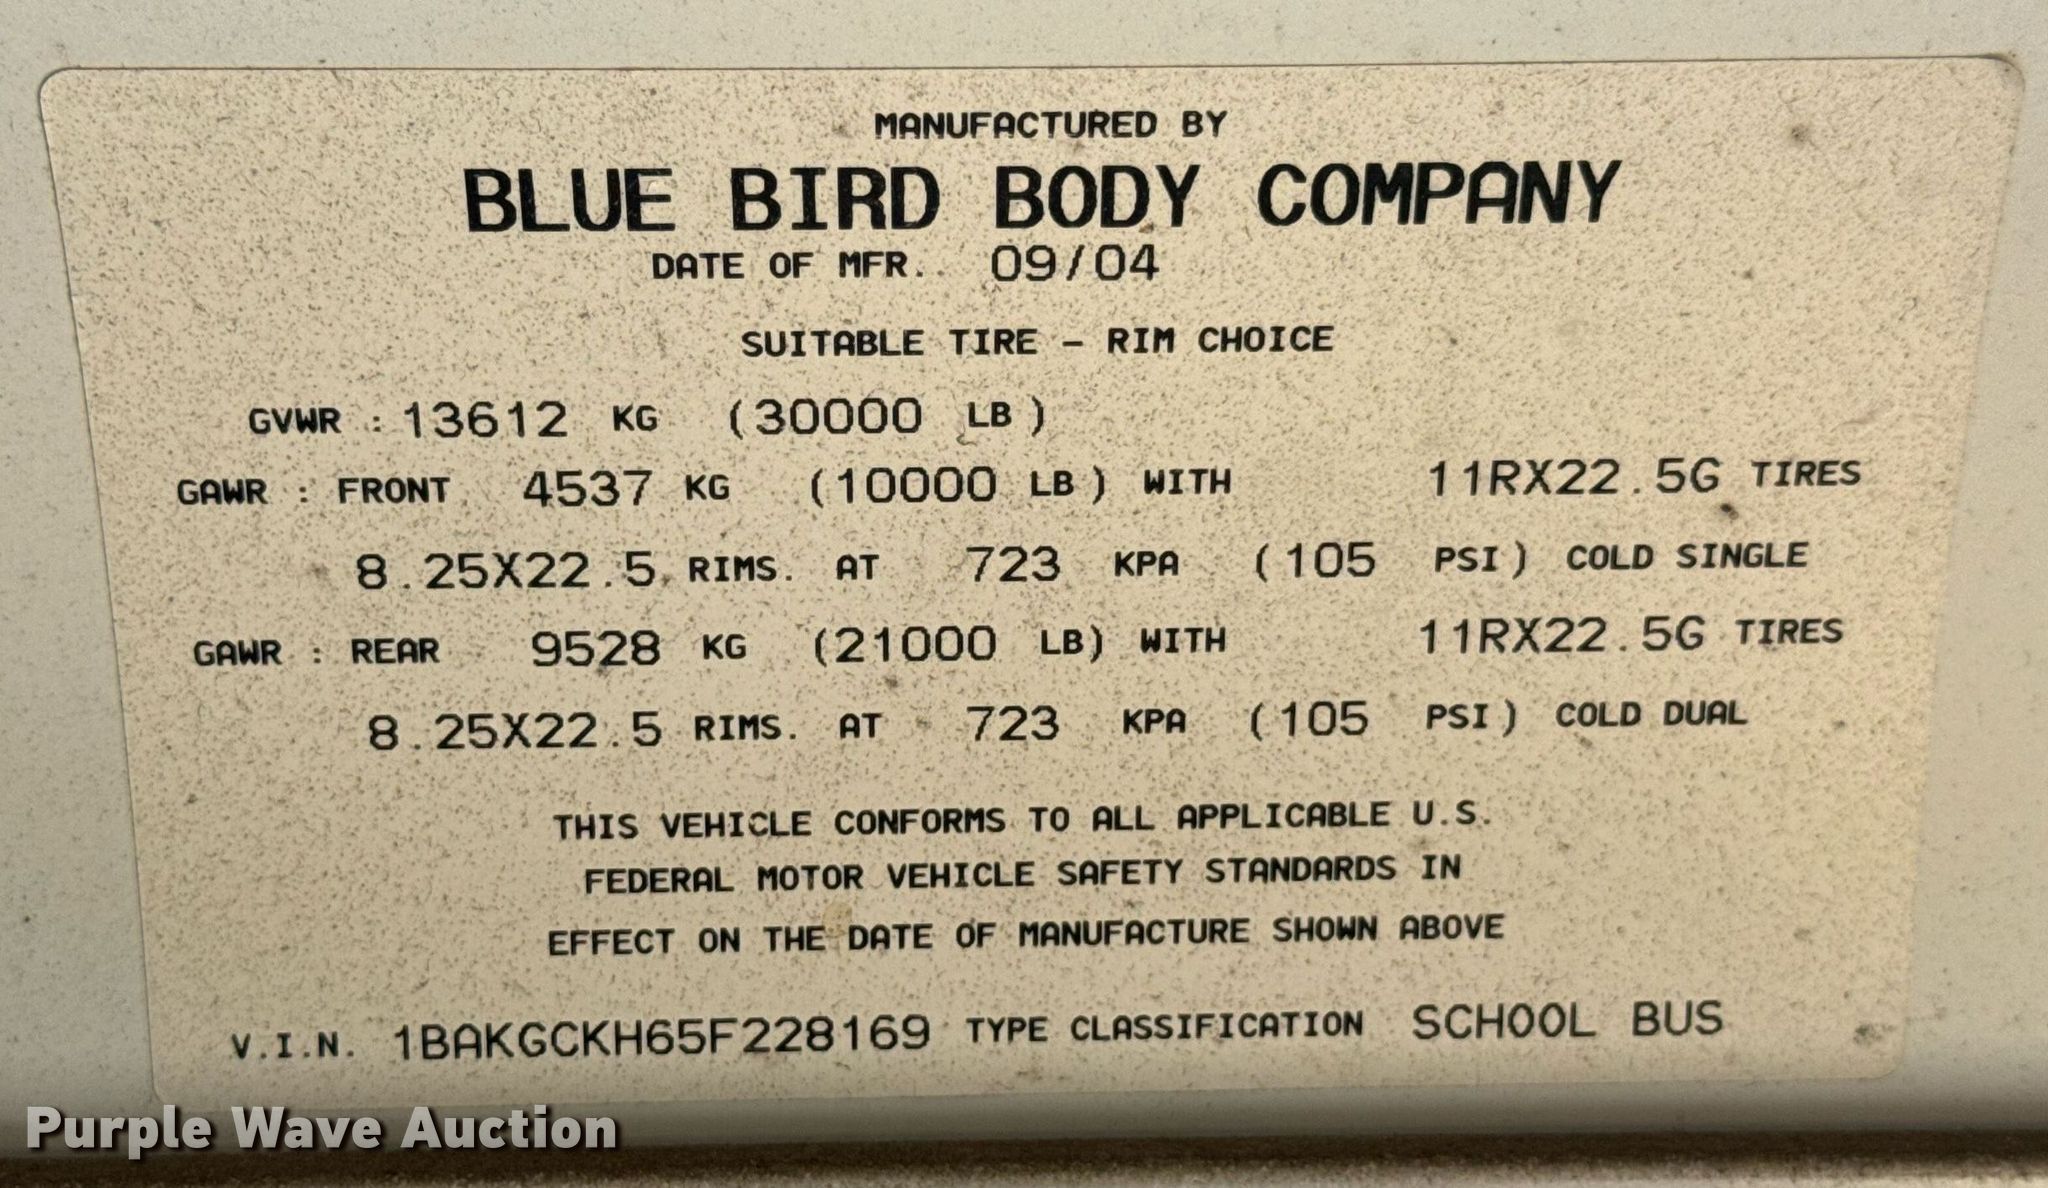 MANUFACTURED BY
BLUE BIRD BODY COMPANY
DATE OF MFR. 09/04
SUITABLE TIRE - RIM CHOICE
GVWR : 13612 KG (30000 LB)
GAWR : FRONT 4537 KG (10000 LB) WITH 11RX22.5G TIRES
8.25X22.5 RIMS. AT 723 KPA (105 PSI) COLD SINGLE
GAWR : REAR 9528 KG (21000 LB) WITH 11RX22.5G TIRES
8.25X22.5 RIMS. AT 723 KPA (105 PSI) COLD DUAL
THIS VEHICLE CONFORMS TO ALL APPLICABLE U.S.
FEDERAL MOTOR VEHICLE SAFETY STANDARDS IN
EFFECT ON THE DATE OF MANUFACTURE SHOWN ABOVE
V.I.N. 1BAKGCKH65F228169 TYPE CLASSIFICATION SCHOOL BUS
Purple Wave Auction